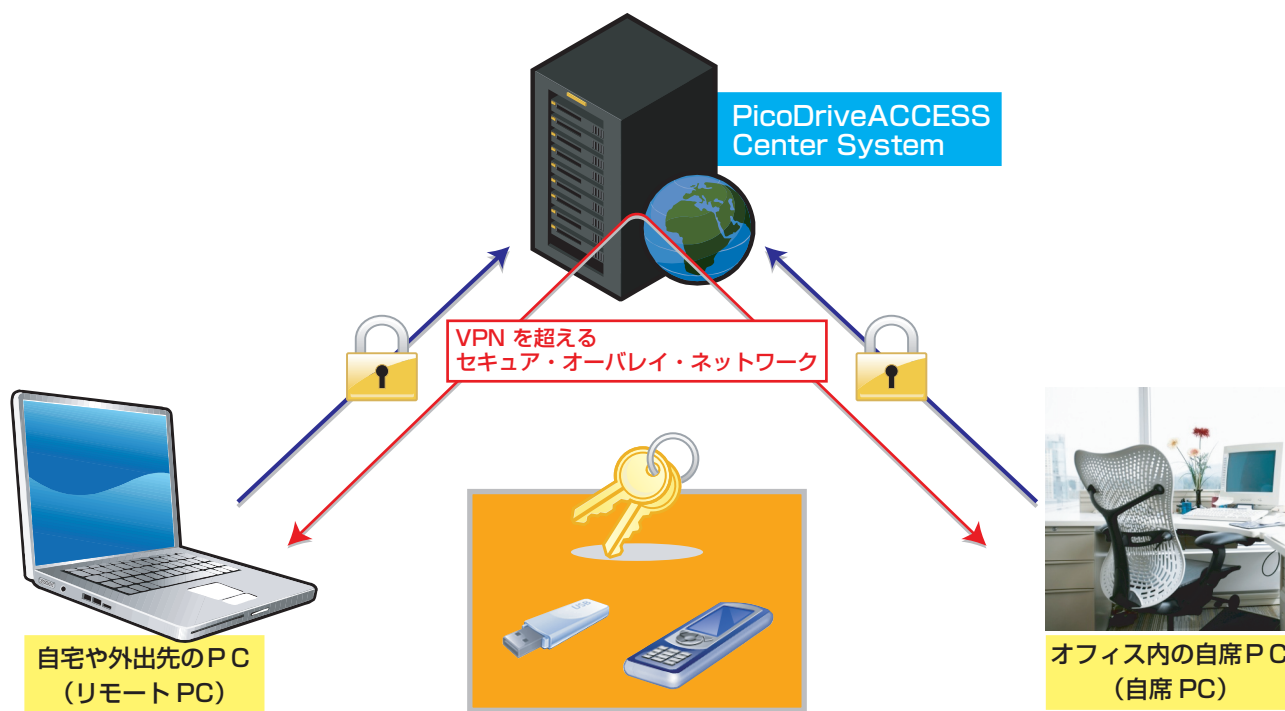 PicoDriveACCESS
Center System
VPN を超える
セキュア・オーバレイ・ネットワーク
USB
自宅や外出先のPC
（リモート PC）
オフィス内の自席PC
（自席 PC）